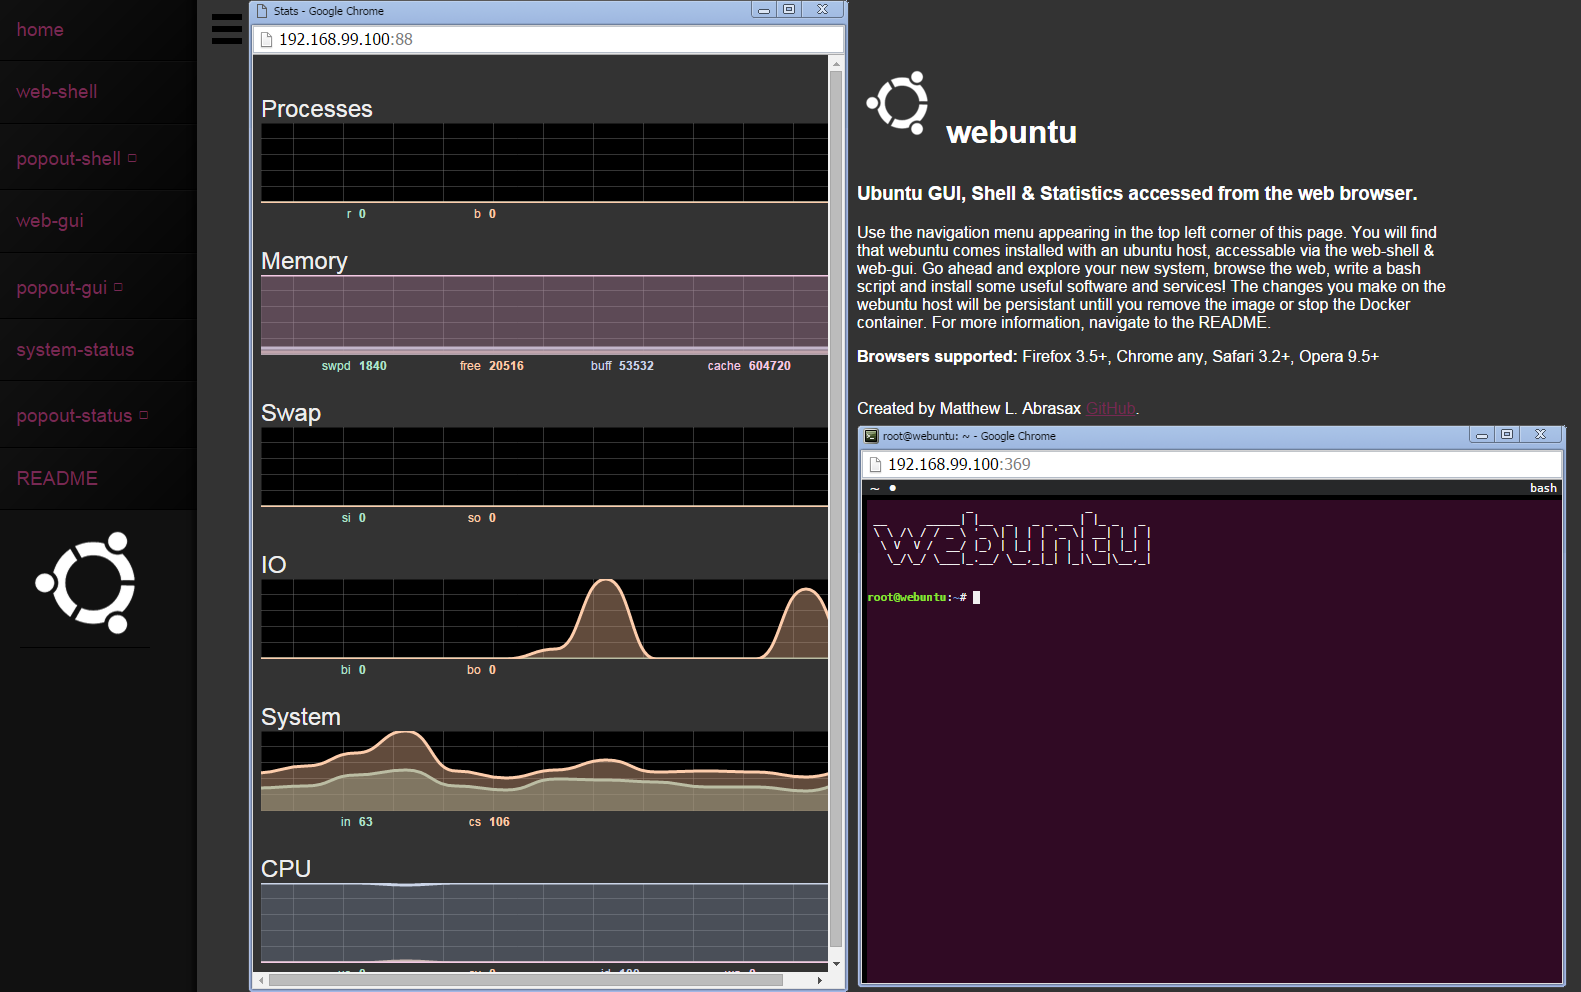 home
web-shell
popout-shell
web-gui
popout-gui
system-status
popout-status
README
Stats - Google Chrome
192.168.99.100:88
Processes
r 0 b 0
Memory
swpd 1840 free 20516 buff 53532 cache 604720
Swap
si 0 so 0
IO
bi 0 bo 0
System
in 63 cs 106
CPU
webuntu
Ubuntu GUI, Shell & Statistics accessed from the web browser.
Use the navigation menu appearing in the top left corner of this page. You will find
that webuntu comes installed with an ubuntu host, accessable via the web-shell &
web-gui. Go ahead and explore your new system, browse the web, write a bash
script and install some useful software and services! The changes you make on the
webuntu host will be persistant untill you remove the image or stop the Docker
container. For more information, navigate to the README.
Browsers supported: Firefox 3.5+, Chrome any, Safari 3.2+, Opera 9.5+
Created by Matthew L. Abrasax GitHub.
root@webuntu: ~ - Google Chrome
192.168.99.100:369
~ ● bash
webuntu
root@webuntu:~#